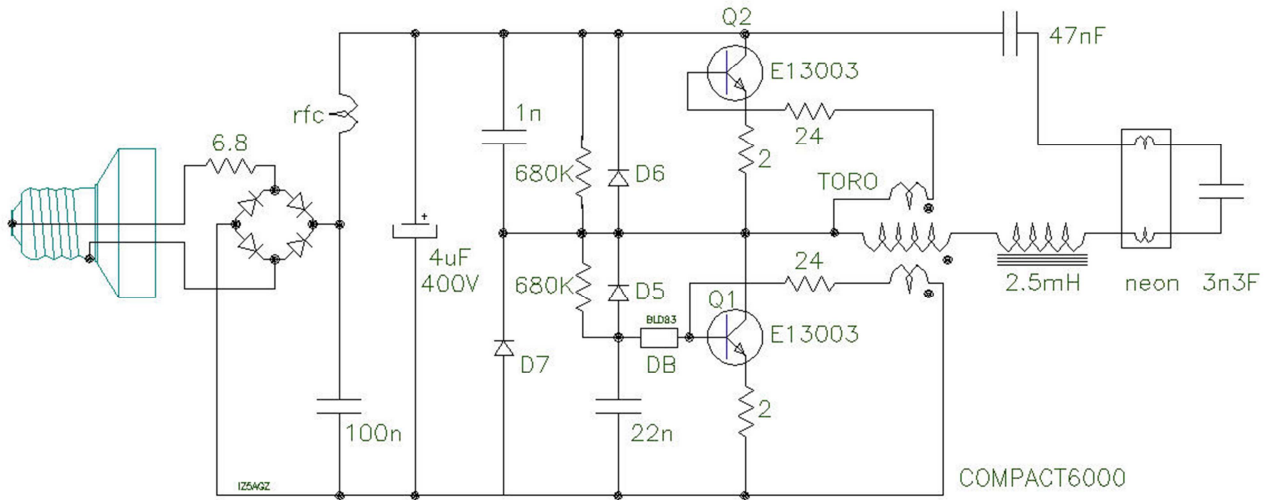 Q2
47nF
E13003
rfc
1n
24
6.8
2
680K
D6
TORO
+
4uF
400V
680K
D5
24
2.5mH
neon
3n3F
Q1
BLD83
E13003
D7
DB
2
100n
22n
IZ5AGZ
COMPACT6000